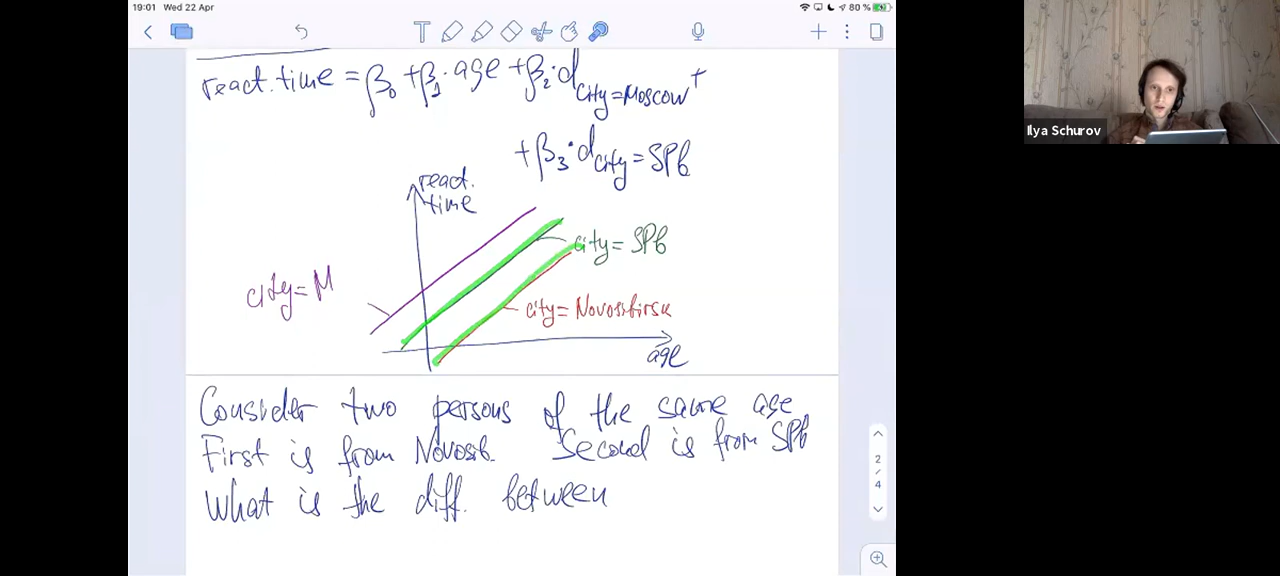 19:01 Wed 22 Apr
80 %
react. time = β₀ + β₁ · age + β₂ · d city = Moscow +
+ β₃ · d city = SPb
react.
time
city = SPb
city = M
city = Novosibirsk
age
Consider two persons of the same age
First is from Novosib. Second is from SPb
What is the diff. between
2
/
4
Ilya Schurov